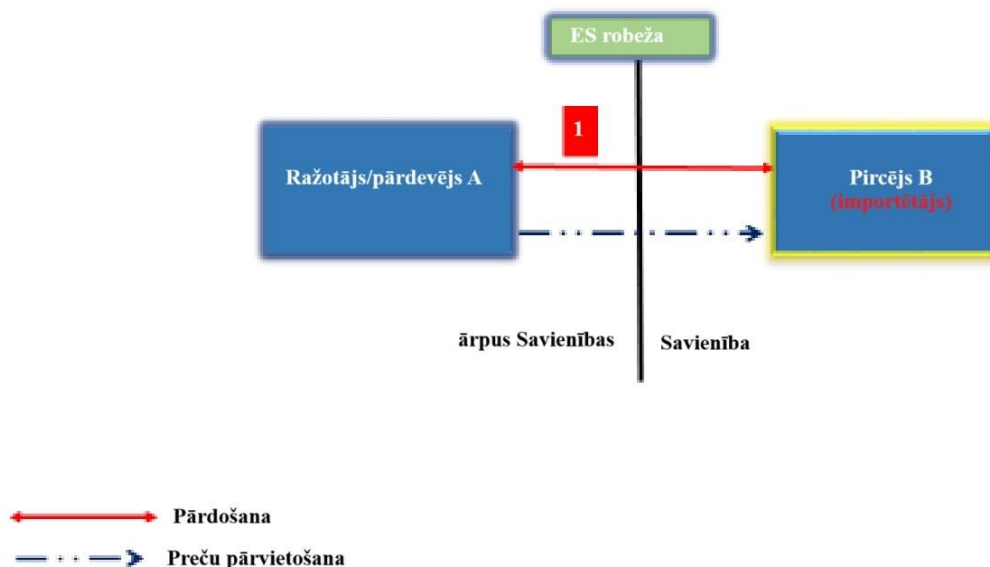 ES robeža
1
Ražotājs/pārdevējs A
Pircējs B
(importētājs)
ārpus Savienības
Savienība
Pārdošana
Preču pārvietošana